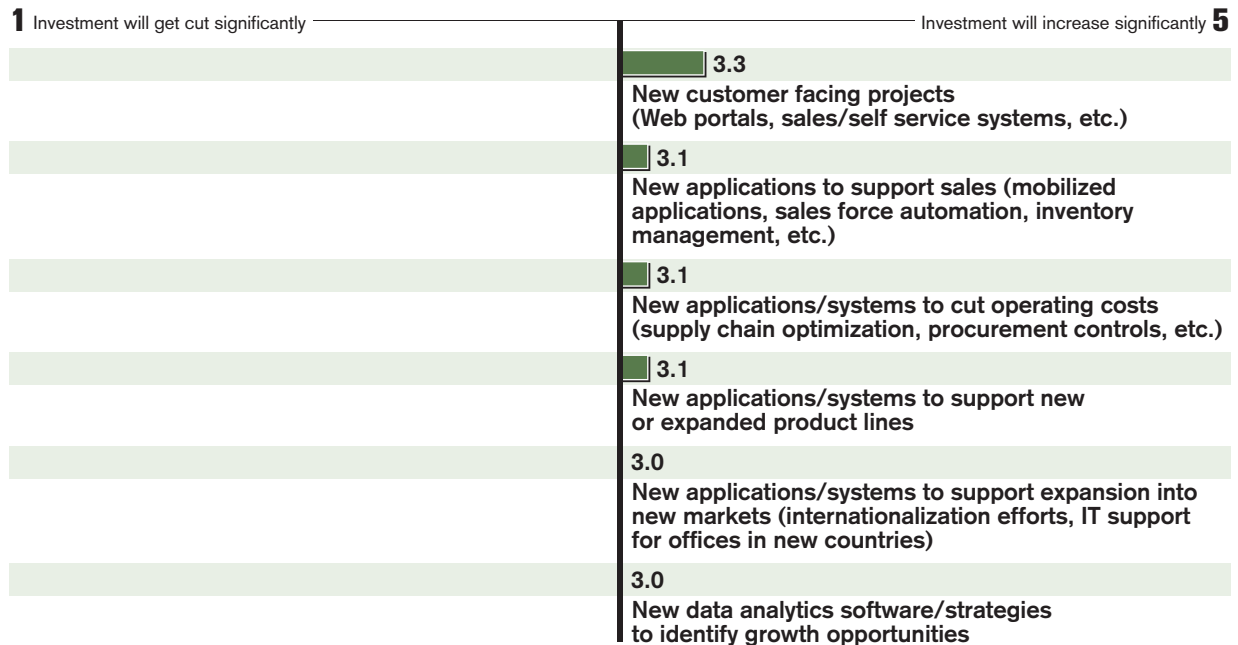 1 Investment will get cut significantly
Investment will increase significantly 5
3.3
New customer facing projects
(Web portals, sales/self service systems, etc.)
3.1
New applications to support sales (mobilized
applications, sales force automation, inventory
management, etc.)
3.1
New applications/systems to cut operating costs
(supply chain optimization, procurement controls, etc.)
3.1
New applications/systems to support new
or expanded product lines
3.0
New applications/systems to support expansion into
new markets (internationalization efforts, IT support
for offices in new countries)
3.0
New data analytics software/strategies
to identify growth opportunities